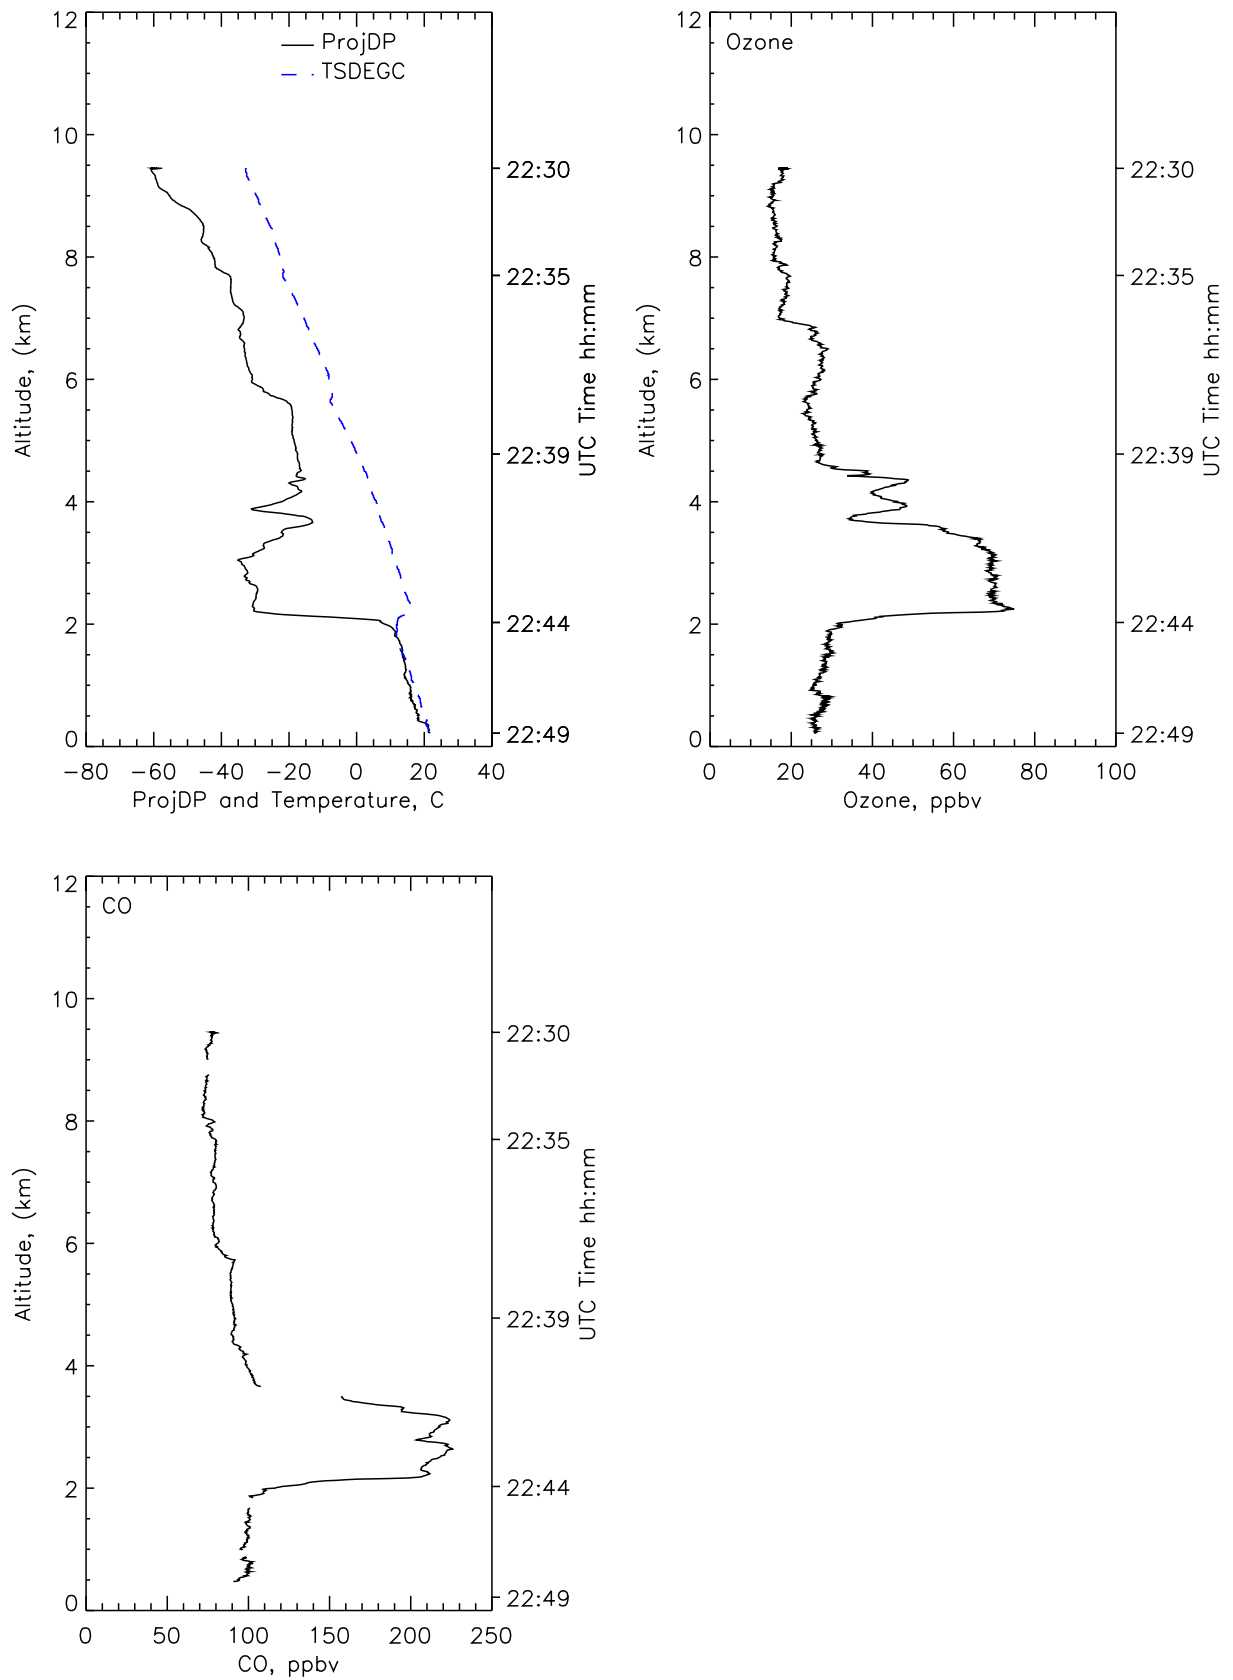 ProjDP
TSDEGC
12
10
8
6
4
2
0
Altitude, (km)
-80 -60 -40 -20 0 20 40
ProjDP and Temperature, C
22:30
22:35
22:39
22:44
22:49
UTC Time hh:mm
Ozone
12
10
8
6
4
2
0
Altitude, (km)
0 20 40 60 80 100
Ozone, ppbv
22:30
22:35
22:39
22:44
22:49
UTC Time hh:mm
CO
12
10
8
6
4
2
0
Altitude, (km)
0 50 100 150 200 250
CO, ppbv
22:30
22:35
22:39
22:44
22:49
UTC Time hh:mm